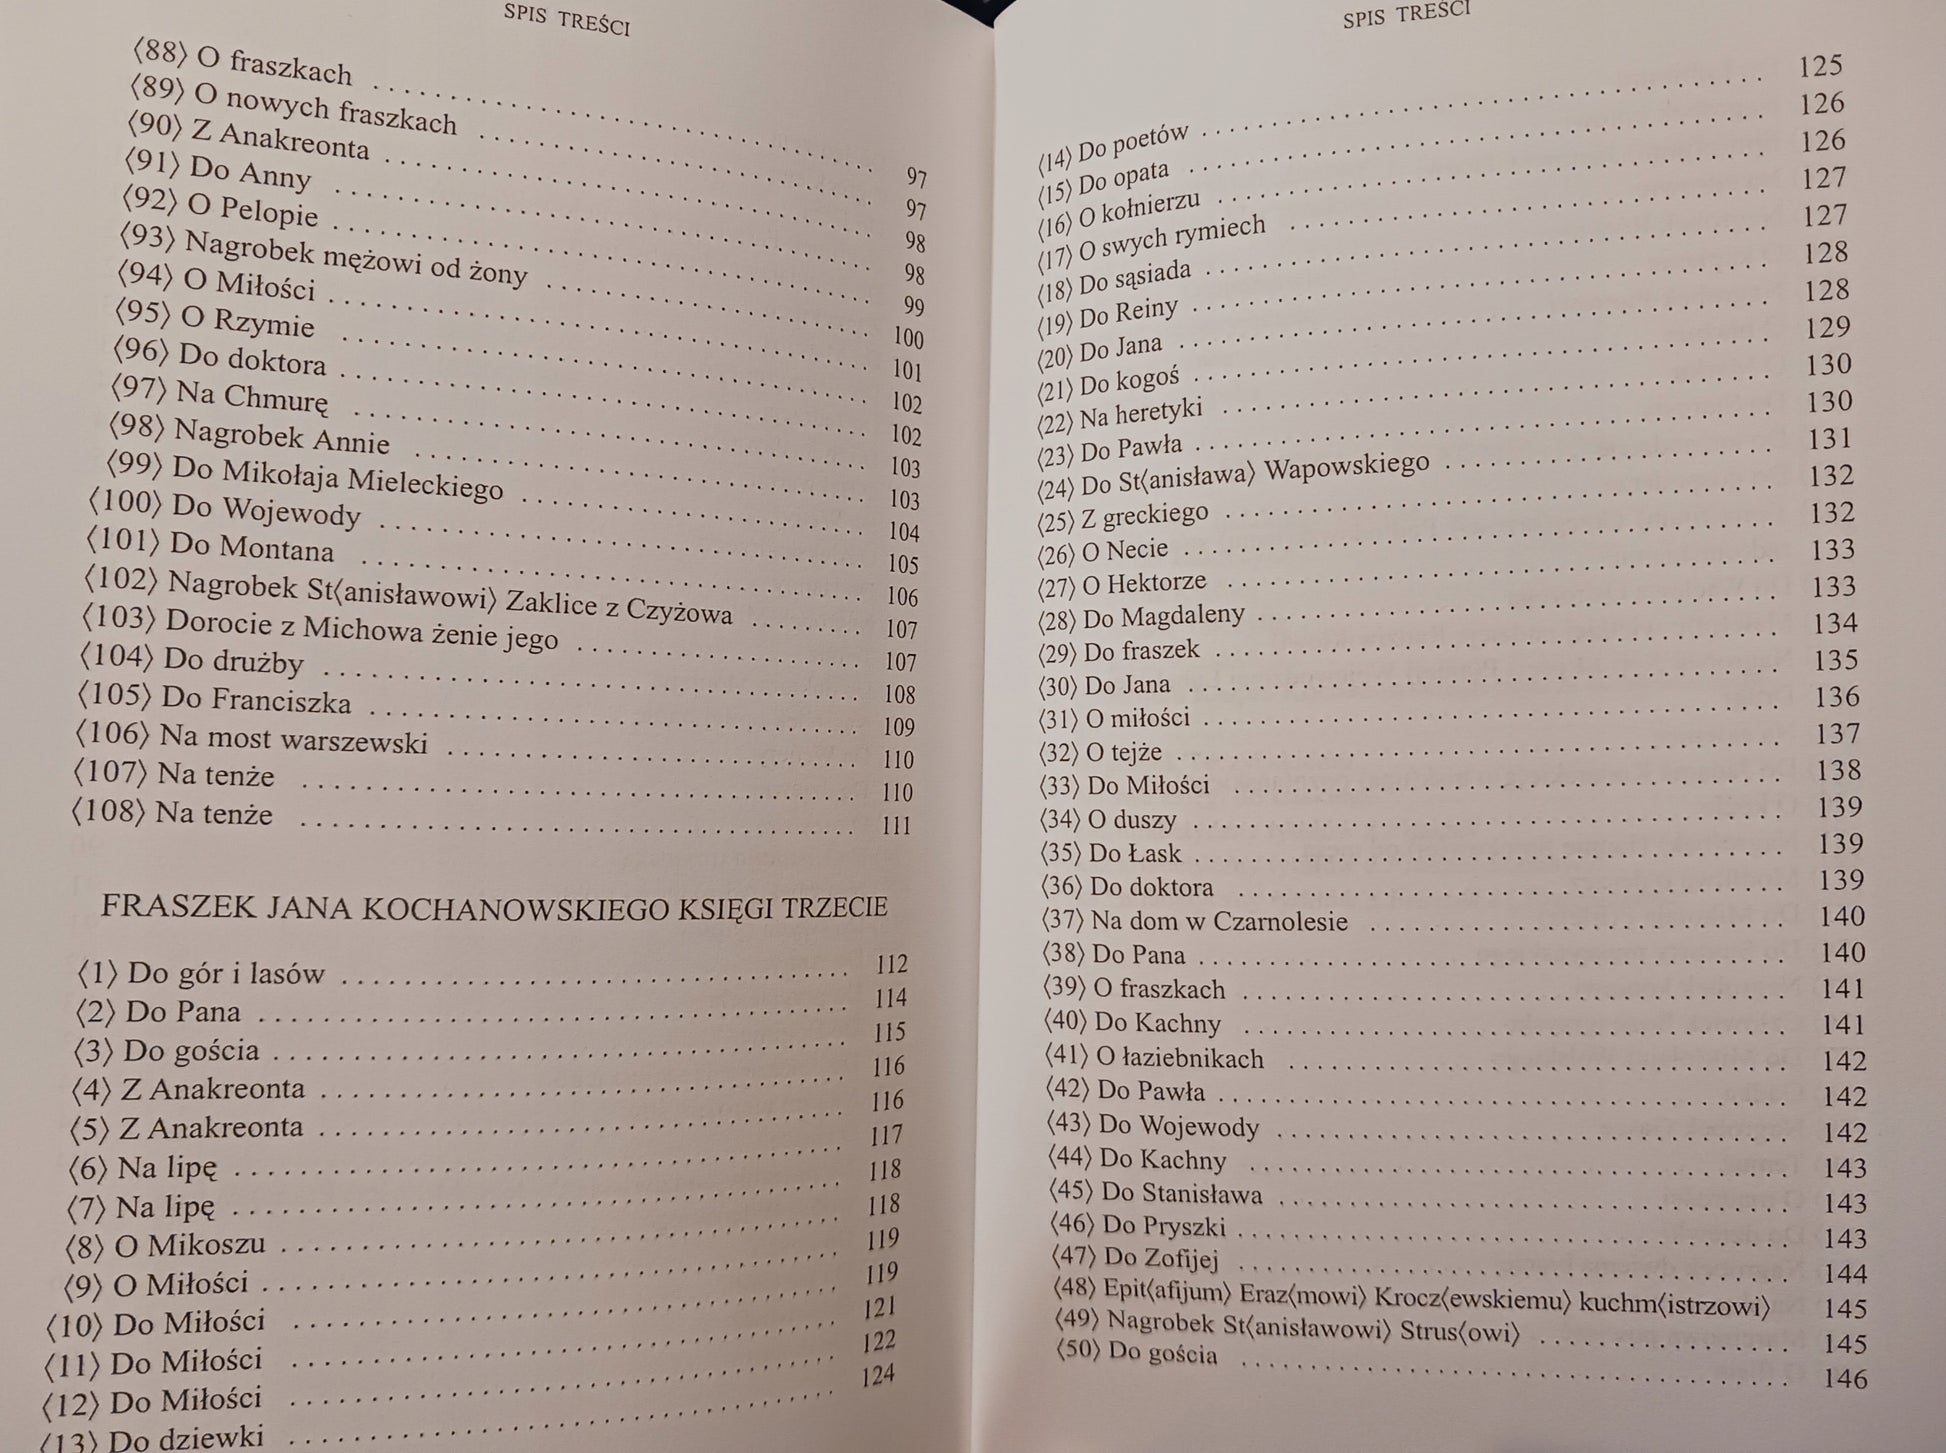 SPIS TREŚCI
⟨88⟩ O fraszkach . . . . . . . . . . 97
⟨89⟩ O nowych fraszkach . . . . . . . . . . 97
⟨90⟩ Z Anakreonta . . . . . . . . . . 98
⟨91⟩ Do Anny . . . . . . . . . . 98
⟨92⟩ O Pelopie . . . . . . . . . . 99
⟨93⟩ Nagrobek mężowi od żony . . . . . . . . . . 100
⟨94⟩ O Miłości . . . . . . . . . . 101
⟨95⟩ O Rzymie . . . . . . . . . . 102
⟨96⟩ Do doktora . . . . . . . . . . 102
⟨97⟩ Na Chmurę . . . . . . . . . . 103
⟨98⟩ Nagrobek Annie . . . . . . . . . . 103
⟨99⟩ Do Mikołaja Mieleckiego . . . . . . . . . . 104
⟨100⟩ Do Wojewody . . . . . . . . . . 105
⟨101⟩ Do Montana . . . . . . . . . . 106
⟨102⟩ Nagrobek St⟨anisławowi⟩ Zaklice z Czyżowa . . . . . . . . . . 107
⟨103⟩ Dorocie z Michowa żenie jego . . . . . . . . . . 107
⟨104⟩ Do drużby . . . . . . . . . . 108
⟨105⟩ Do Franciszka . . . . . . . . . . 109
⟨106⟩ Na most warszewski . . . . . . . . . . 110
⟨107⟩ Na tenże . . . . . . . . . . 110
⟨108⟩ Na tenże . . . . . . . . . . 111
FRASZEK JANA KOCHANOWSKIEGO KSIĘGI TRZECIE
⟨1⟩ Do gór i lasów . . . . . . . . . . 112
⟨2⟩ Do Pana . . . . . . . . . . 114
⟨3⟩ Do gościa . . . . . . . . . . 115
⟨4⟩ Z Anakreonta . . . . . . . . . . 116
⟨5⟩ Z Anakreonta . . . . . . . . . . 116
⟨6⟩ Na lipę . . . . . . . . . . 117
⟨7⟩ Na lipę . . . . . . . . . . 118
⟨8⟩ O Mikoszu . . . . . . . . . . 118
⟨9⟩ O Miłości . . . . . . . . . . 119
⟨10⟩ Do Miłości . . . . . . . . . . 119
⟨11⟩ Do Miłości . . . . . . . . . . 121
⟨12⟩ Do Miłości . . . . . . . . . . 122
⟨13⟩ Do dziewki . . . . . . . . . . 124
SPIS TREŚCI
⟨14⟩ Do poetów . . . . . . . . . . 125
⟨15⟩ Do opata . . . . . . . . . . 126
⟨16⟩ O kołnierzu . . . . . . . . . . 126
⟨17⟩ O swych rymiech . . . . . . . . . . 127
⟨18⟩ Do sąsiada . . . . . . . . . . 127
⟨19⟩ Do Reiny . . . . . . . . . . 128
⟨20⟩ Do Jana . . . . . . . . . . 128
⟨21⟩ Do kogoś . . . . . . . . . . 129
⟨22⟩ Na heretyki . . . . . . . . . . 130
⟨23⟩ Do Pawła . . . . . . . . . . 130
⟨24⟩ Do St⟨anisława⟩ Wapowskiego . . . . . . . . . . 131
⟨25⟩ Z greckiego . . . . . . . . . . 132
⟨26⟩ O Necie . . . . . . . . . . 132
⟨27⟩ O Hektorze . . . . . . . . . . 133
⟨28⟩ Do Magdaleny . . . . . . . . . . 133
⟨29⟩ Do fraszek . . . . . . . . . . 134
⟨30⟩ Do Jana . . . . . . . . . . 135
⟨31⟩ O miłości . . . . . . . . . . 136
⟨32⟩ O tejże . . . . . . . . . . 137
⟨33⟩ Do Miłości . . . . . . . . . . 138
⟨34⟩ O duszy . . . . . . . . . . 139
⟨35⟩ Do Łask . . . . . . . . . . 139
⟨36⟩ Do doktora . . . . . . . . . . 139
⟨37⟩ Na dom w Czarnolesie . . . . . . . . . . 140
⟨38⟩ Do Pana . . . . . . . . . . 140
⟨39⟩ O fraszkach . . . . . . . . . . 141
⟨40⟩ Do Kachny . . . . . . . . . . 141
⟨41⟩ O łaziebnikach . . . . . . . . . . 142
⟨42⟩ Do Pawła . . . . . . . . . . 142
⟨43⟩ Do Wojewody . . . . . . . . . . 142
⟨44⟩ Do Kachny . . . . . . . . . . 143
⟨45⟩ Do Stanisława . . . . . . . . . . 143
⟨46⟩ Do Pryszki . . . . . . . . . . 143
⟨47⟩ Do Zofijej . . . . . . . . . . 144
⟨48⟩ Epit⟨afijum⟩ Eraz⟨mowi⟩ Krocz⟨ewskiemu⟩ kuchm⟨istrzowi⟩ 145
⟨49⟩ Nagrobek St⟨anisławowi⟩ Strus⟨owi⟩ . . . . . . . . . . 145
⟨50⟩ Do gościa . . . . . . . . . . 146